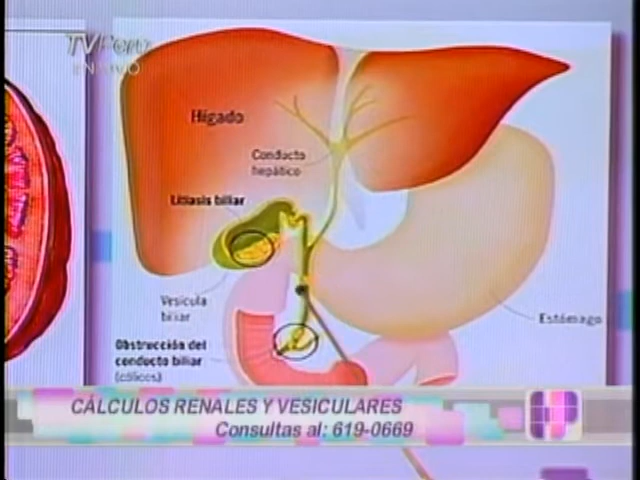 TV Perú
EN VIVO
Hígado
Conducto
hepático
Litiasis biliar
Vesícula
biliar
Estómago
Obstrucción del
conducto biliar
(cólicos)
CÁLCULOS RENALES Y VESICULARES
Consultas al: 619-0669